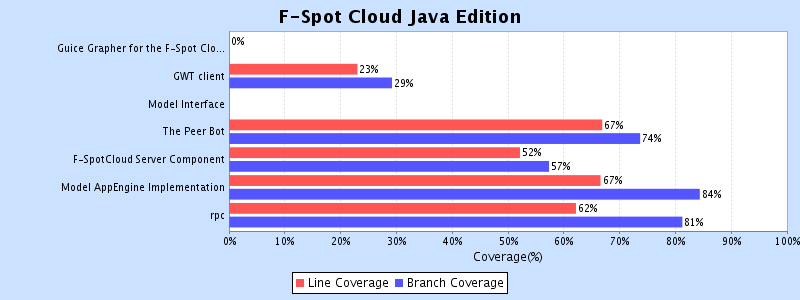 F-Spot Cloud Java Edition
Guice Grapher for the F-Spot Clo... 0%
GWT client 23%
29%
Model Interface
The Peer Bot 67%
74%
F-SpotCloud Server Component 52%
57%
Model AppEngine Implementation 67%
84%
rpc 62%
81%
0% 10% 20% 30% 40% 50% 60% 70% 80% 90% 100%
Coverage(%)
Line Coverage Branch Coverage